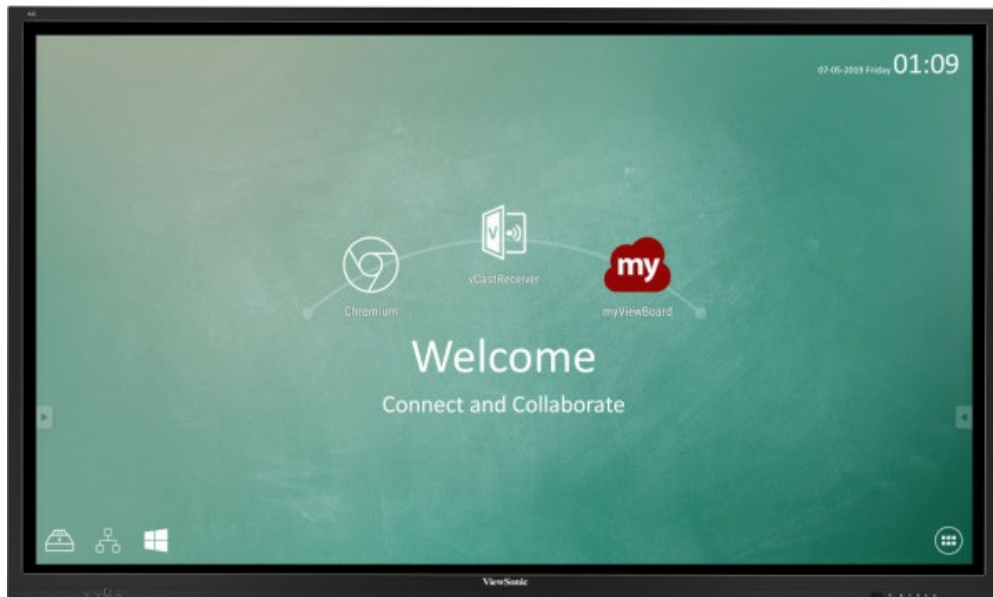 07-05-2019 Friday 01:09
V
vCastReceiver
Chromium
my
myViewBoard
Welcome
Connect and Collaborate
ViewSonic